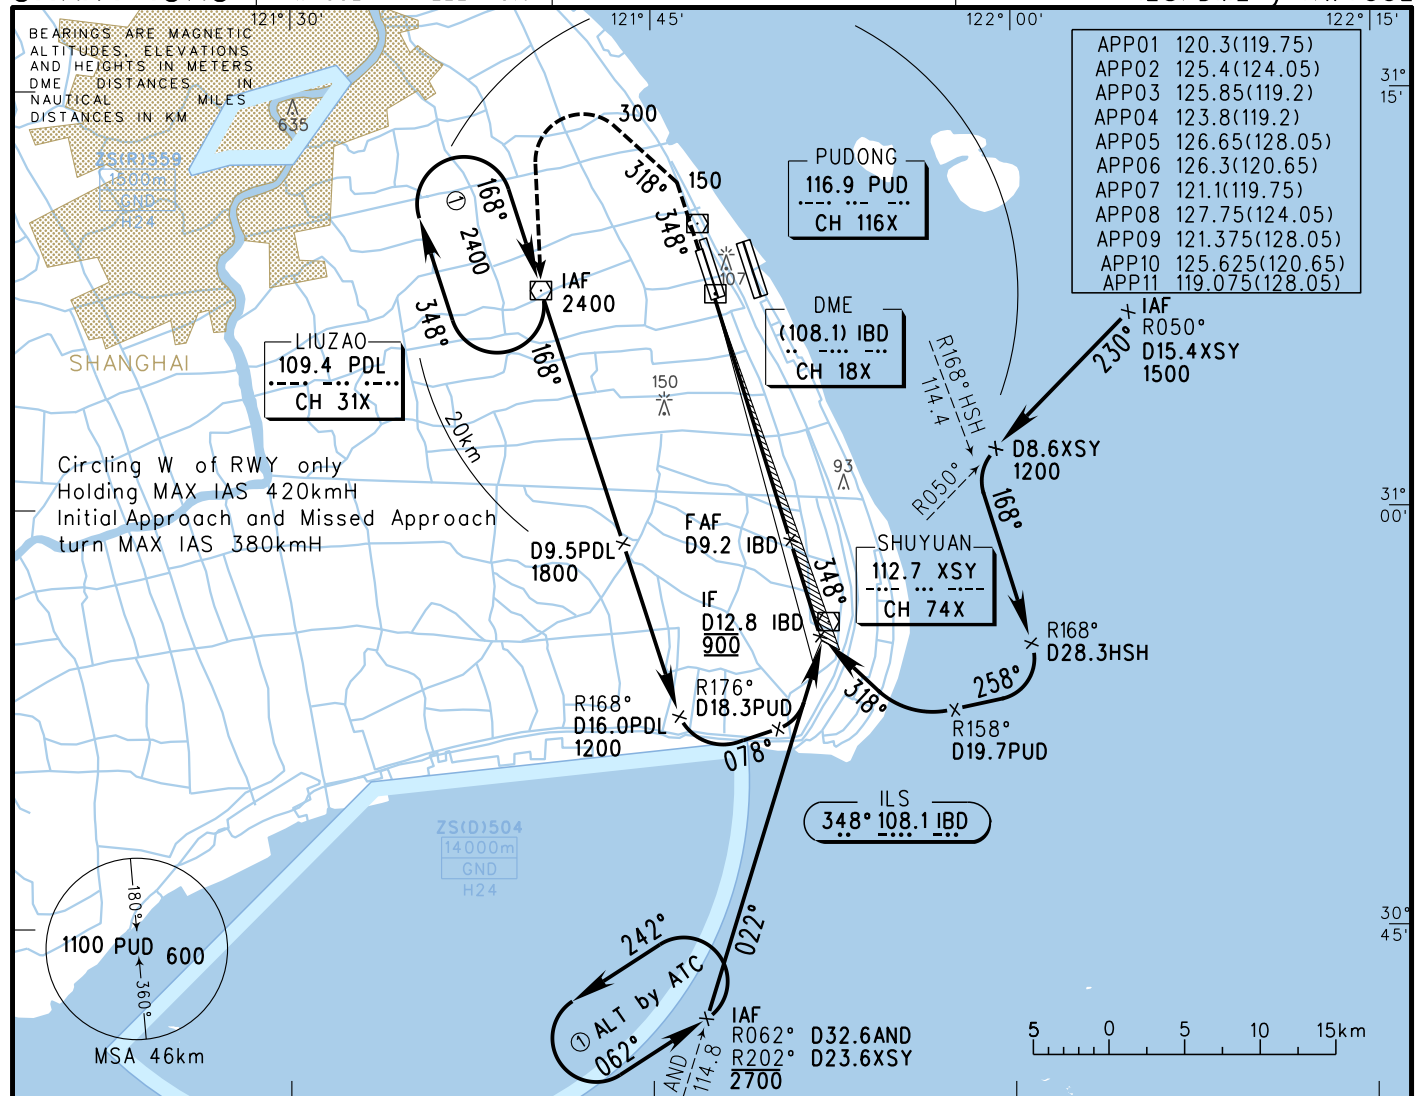 121° 30'
121° 45'
122° 00'
122° 15'
BEARINGS ARE MAGNETIC
ALTITUDES, ELEVATIONS
AND HEIGHTS IN METERS
DME DISTANCES IN
NAUTICAL MILES
DISTANCES IN KM
635
ZS(R)559
1500m
GND
H24
SHANGHAI
APP01 120.3(119.75)
APP02 125.4(124.05)
APP03 125.85(119.2)
APP04 123.8(119.2)
APP05 126.65(128.05)
APP06 126.3(120.65)
APP07 121.1(119.75)
APP08 127.75(124.05)
APP09 121.375(128.05)
APP10 125.625(120.65)
APP11 119.075(128.05)
31°
15'
300
318°
150
348°
PUDONG
116.9 PUD
CH 116X
107
168°
① 2400
348°
IAF
2400
168°
LIUZAO
109.4 PDL
CH 31X
DME
(108.1) IBD
CH 18X
150
93
20km
IAF
R050°
D15.4XSY
1500
230°
R168° HSH
114.4
R050°
D8.6XSY
1200
168°
Circling W of RWY only
Holding MAX IAS 420kmH
Initial Approach and Missed Approach
turn MAX IAS 380kmH
31°
00'
FAF
D9.2 IBD
D9.5PDL
1800
SHUYUAN
112.7 XSY
CH 74X
348°
IF
D12.8 IBD
900
R168°
D28.3HSH
258°
318°
R158°
D19.7PUD
R176°
D18.3PUD
R168°
D16.0PDL
1200
078°
ILS
348° 108.1 IBD
ZS(D)504
14000m
GND
H24
180°
1100 PUD 600
360°
MSA 46km
30°
45'
022°
242°
① ALT by ATC
062°
IAF
R062° D32.6AND
R202° D23.6XSY
2700
AND
114.8
5 0 5 10 15km